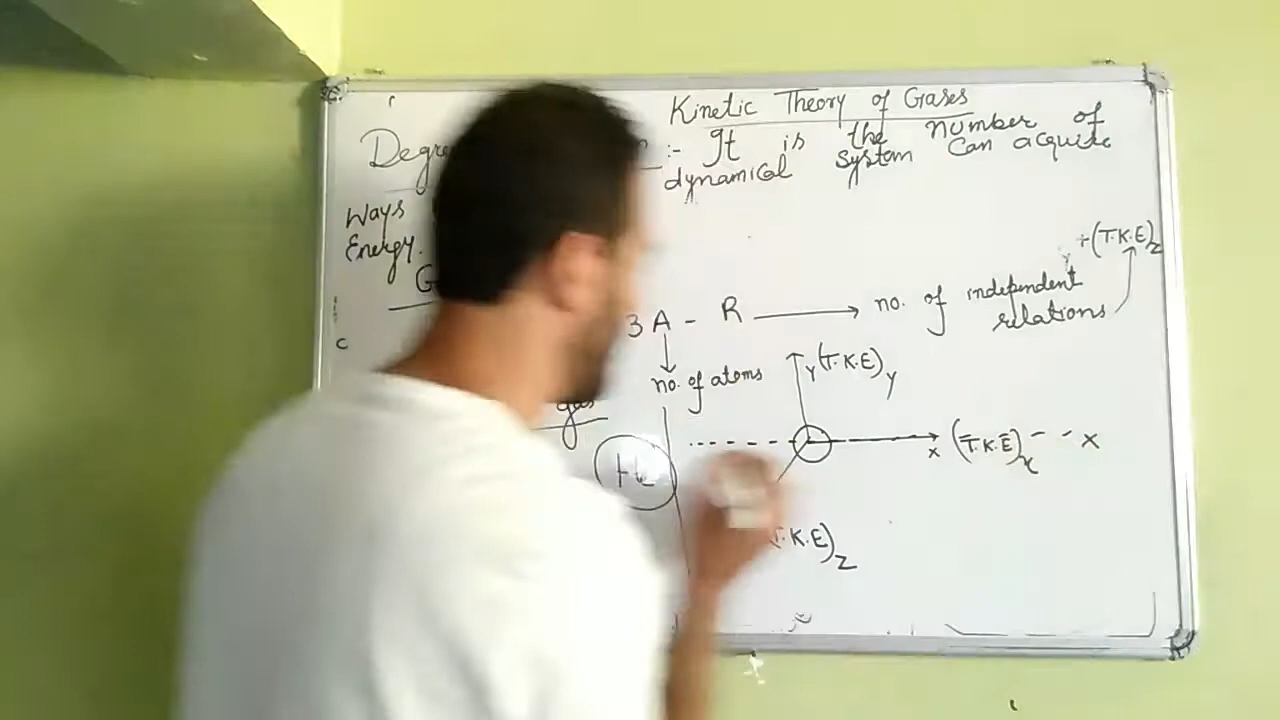 Kinetic Theory of Gases
:- It is the number of
dynamical system can acquire
Ways
Energy.
+(T.K.E)z
3A - R → no. of independent
relations
no. of atoms
Y (T.K.E)y
gas
x (T.K.E)x - - X
He
T.K.E)z